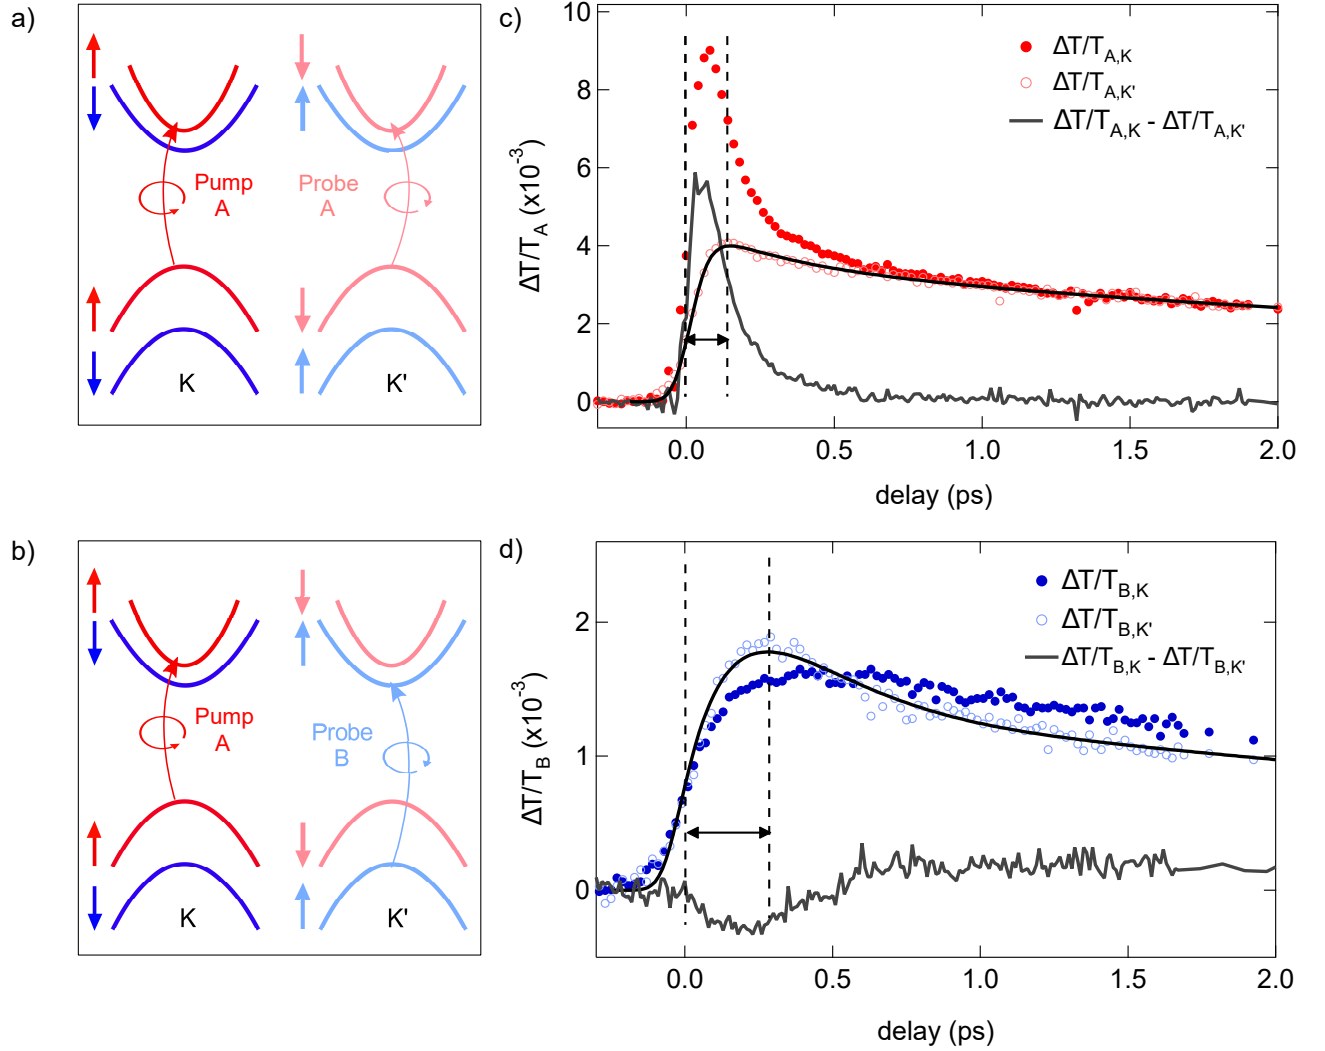 a)
Pump
A
Probe
A
K
K'
c)
10
8
6
4
2
0
ΔT/T_A (x10^-3)
ΔT/T_A,K
ΔT/T_A,K'
ΔT/T_A,K - ΔT/T_A,K'
0.0 0.5 1.0 1.5 2.0
delay (ps)
b)
Pump
A
Probe
B
K
K'
d)
2
1
0
ΔT/T_B (x10^-3)
ΔT/T_B,K
ΔT/T_B,K'
ΔT/T_B,K - ΔT/T_B,K'
0.0 0.5 1.0 1.5 2.0
delay (ps)